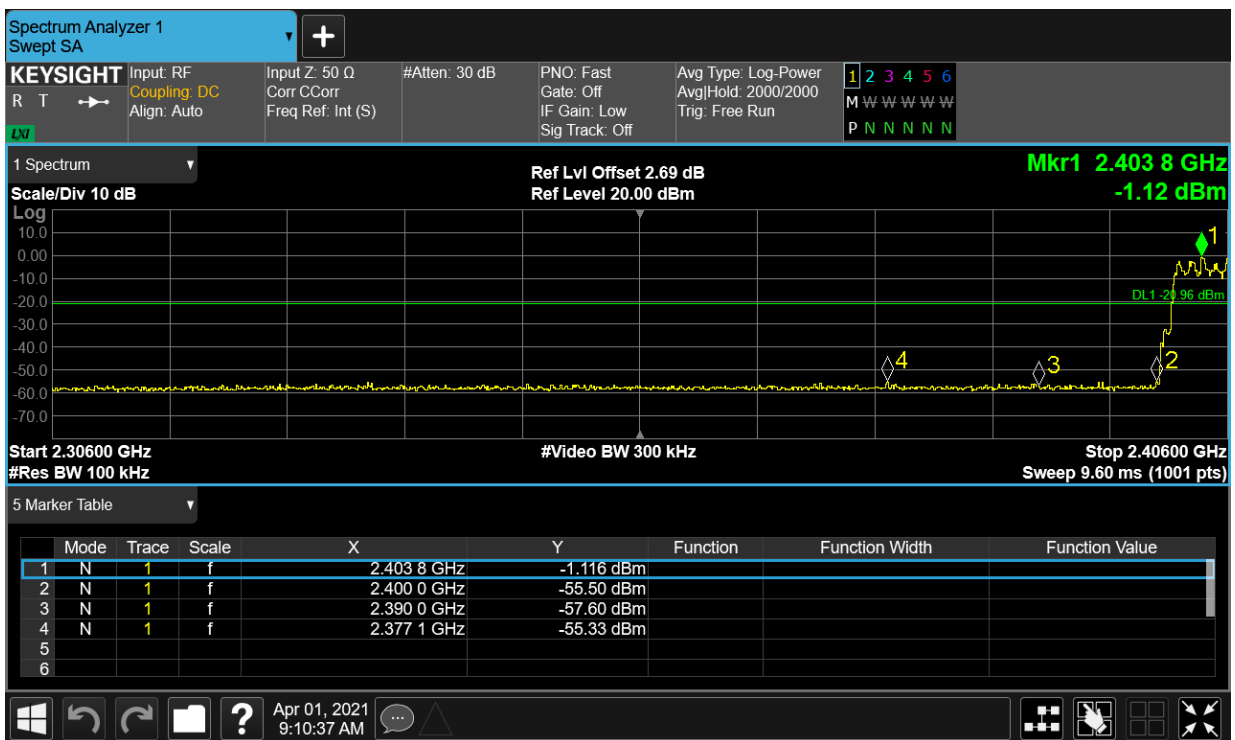 Spectrum Analyzer 1
Swept SA
+
KEYSIGHT
R T
LXI
Input: RF
Coupling: DC
Align: Auto
Input Z: 50 Ω
Corr CCorr
Freq Ref: Int (S)
#Atten: 30 dB
PNO: Fast
Gate: Off
IF Gain: Low
Sig Track: Off
Avg Type: Log-Power
Avg|Hold: 2000/2000
Trig: Free Run
1 2 3 4 5 6
M W W W W W
P N N N N N
1 Spectrum
Scale/Div 10 dB
Ref Lvl Offset 2.69 dB
Ref Level 20.00 dBm
Mkr1 2.403 8 GHz
-1.12 dBm
Log
10.0
0.00
-10.0
-20.0
-30.0
-40.0
-50.0
-60.0
-70.0
1
DL1 -20.96 dBm
4
3
2
Start 2.30600 GHz
#Res BW 100 kHz
#Video BW 300 kHz
Stop 2.40600 GHz
Sweep 9.60 ms (1001 pts)
5 Marker Table
Mode Trace Scale X Y Function Function Width Function Value
1 N 1 f 2.403 8 GHz -1.116 dBm
2 N 1 f 2.400 0 GHz -55.50 dBm
3 N 1 f 2.390 0 GHz -57.60 dBm
4 N 1 f 2.377 1 GHz -55.33 dBm
5
6
?
Apr 01, 2021
9:10:37 AM